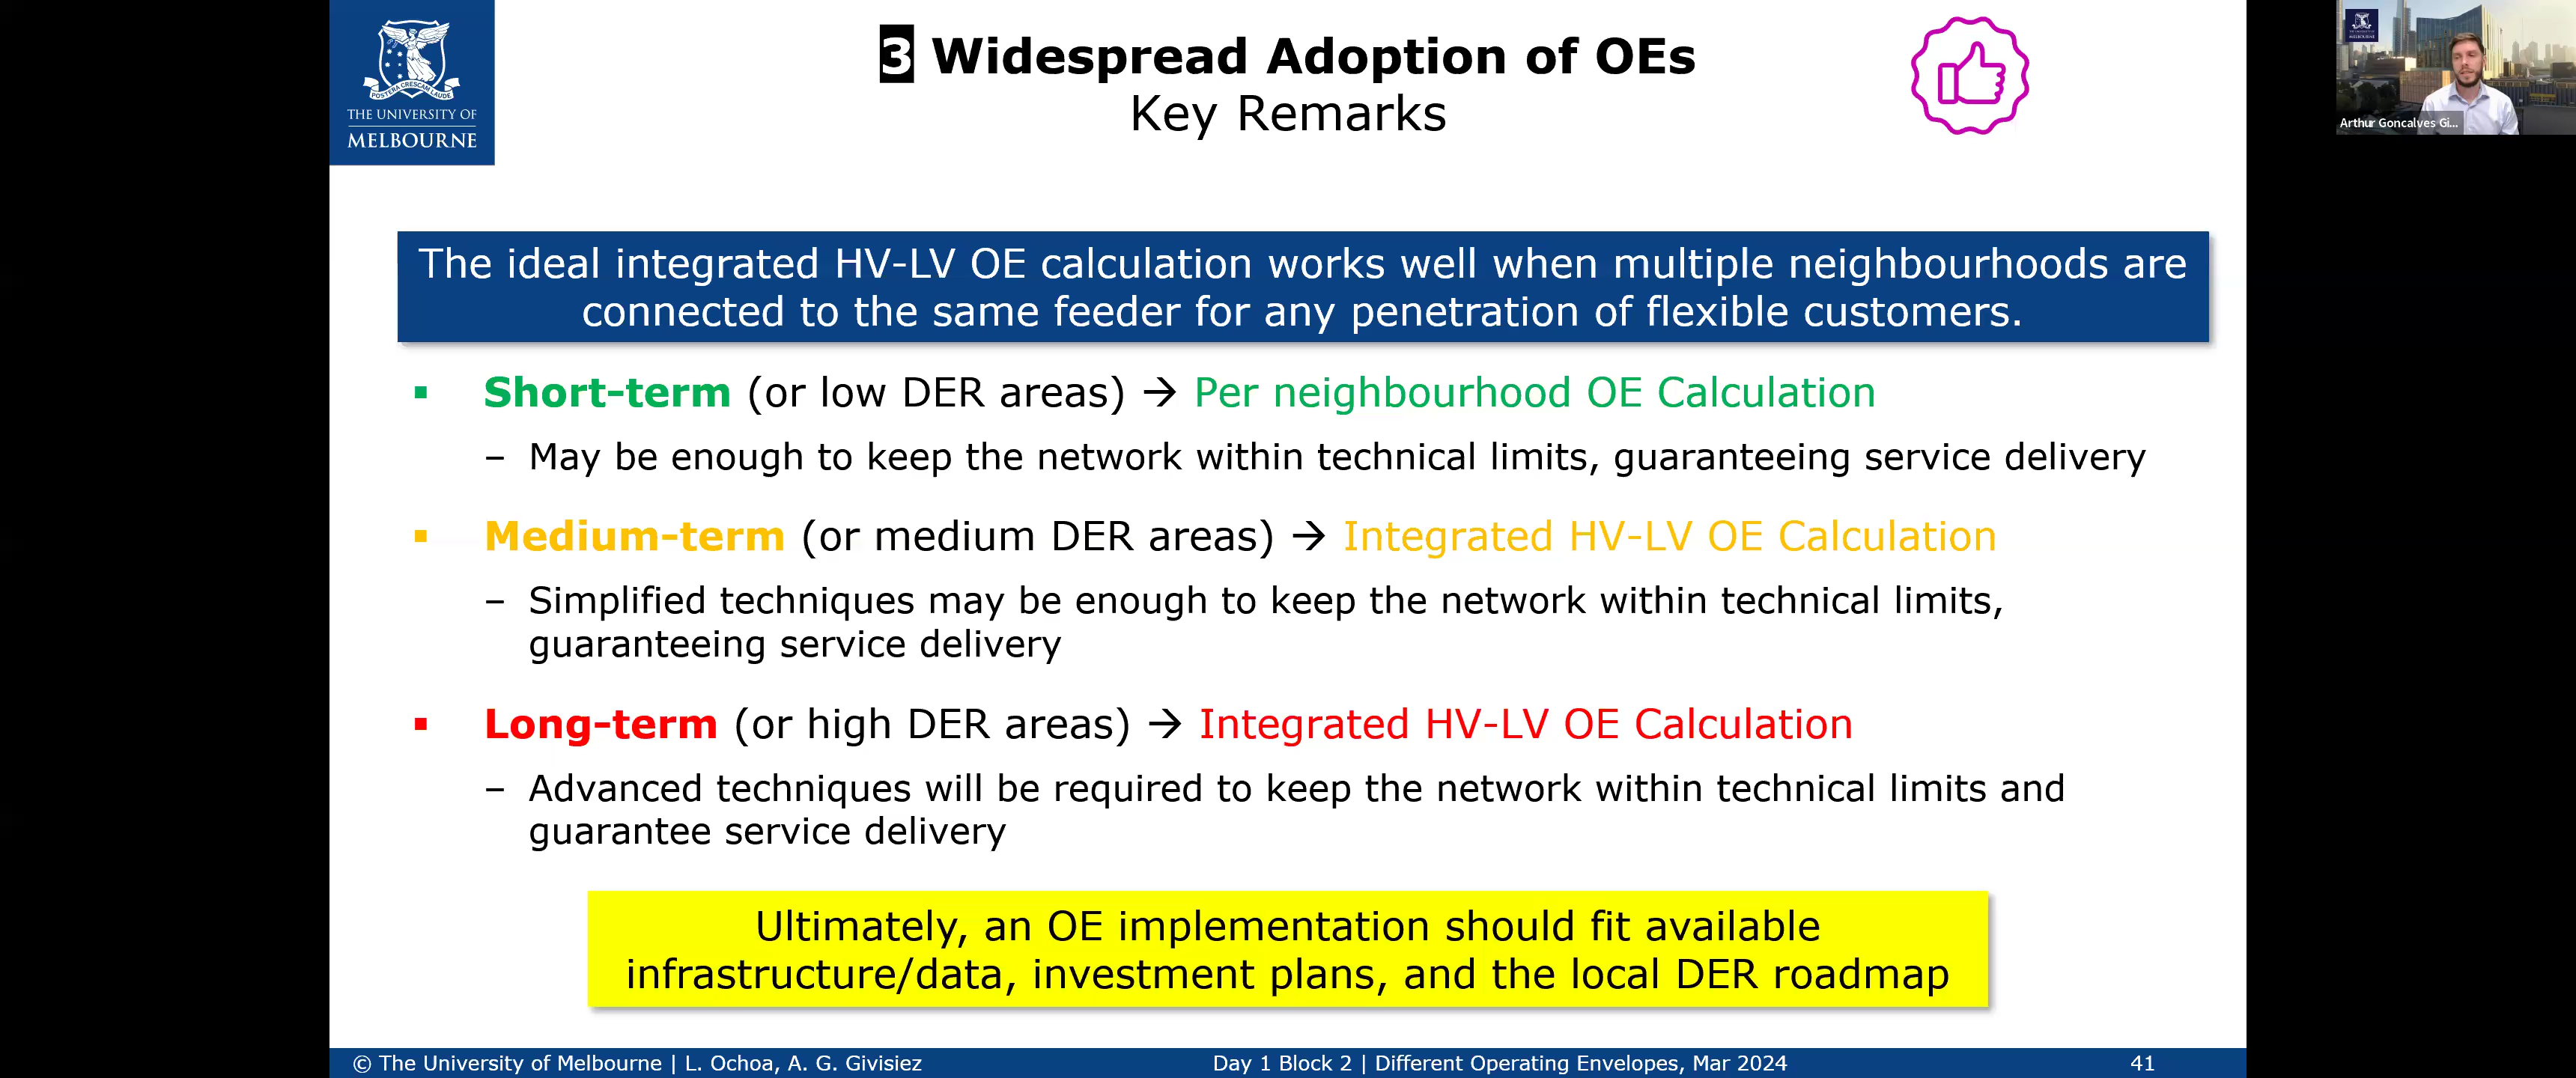 3 Widespread Adoption of OEs
Key Remarks
POSTERA CRESCAM LAUDE
THE UNIVERSITY OF
MELBOURNE
Arthur Goncalves Gi...
The ideal integrated HV-LV OE calculation works well when multiple neighbourhoods are
connected to the same feeder for any penetration of flexible customers.
▪ Short-term (or low DER areas) → Per neighbourhood OE Calculation
– May be enough to keep the network within technical limits, guaranteeing service delivery
▪ Medium-term (or medium DER areas) → Integrated HV-LV OE Calculation
– Simplified techniques may be enough to keep the network within technical limits,
guaranteeing service delivery
▪ Long-term (or high DER areas) → Integrated HV-LV OE Calculation
– Advanced techniques will be required to keep the network within technical limits and
guarantee service delivery
Ultimately, an OE implementation should fit available
infrastructure/data, investment plans, and the local DER roadmap
© The University of Melbourne | L. Ochoa, A. G. Givisiez
Day 1 Block 2 | Different Operating Envelopes, Mar 2024
41